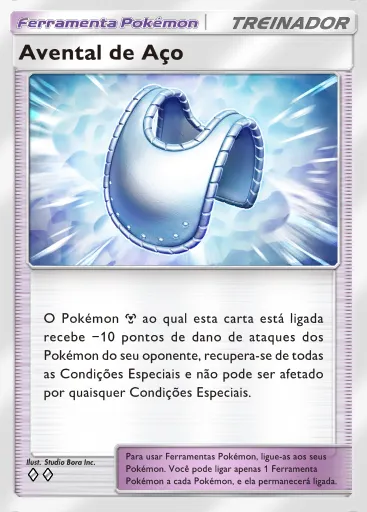 Ferramenta Pokémon
TREINADOR
Avental de Aço
O Pokémon ao qual esta carta está ligada
recebe −10 pontos de dano de ataques dos
Pokémon do seu oponente, recupera-se de todas
as Condições Especiais e não pode ser afetado
por quaisquer Condições Especiais.
Ilust. Studio Bora Inc.
Para usar Ferramentas Pokémon, ligue-as aos seus
Pokémon. Você pode ligar apenas 1 Ferramenta
Pokémon a cada Pokémon, e ela permanecerá ligada.